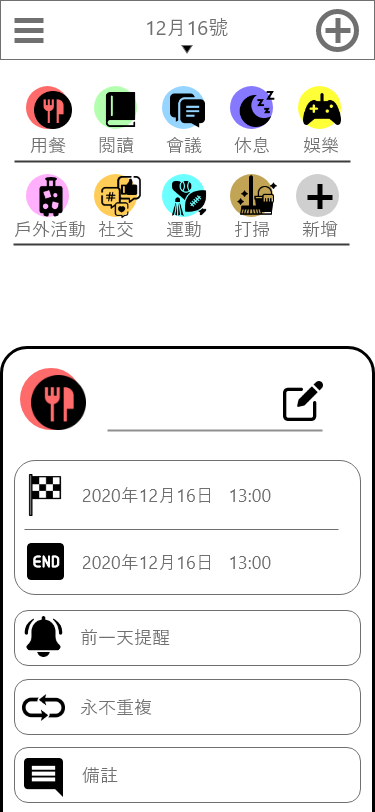 12月16號
用餐 閱讀 會議 休息 娛樂
戶外活動 社交 運動 打掃 新增
2020年12月16日 13:00
END 2020年12月16日 13:00
前一天提醒
永不重複
備註